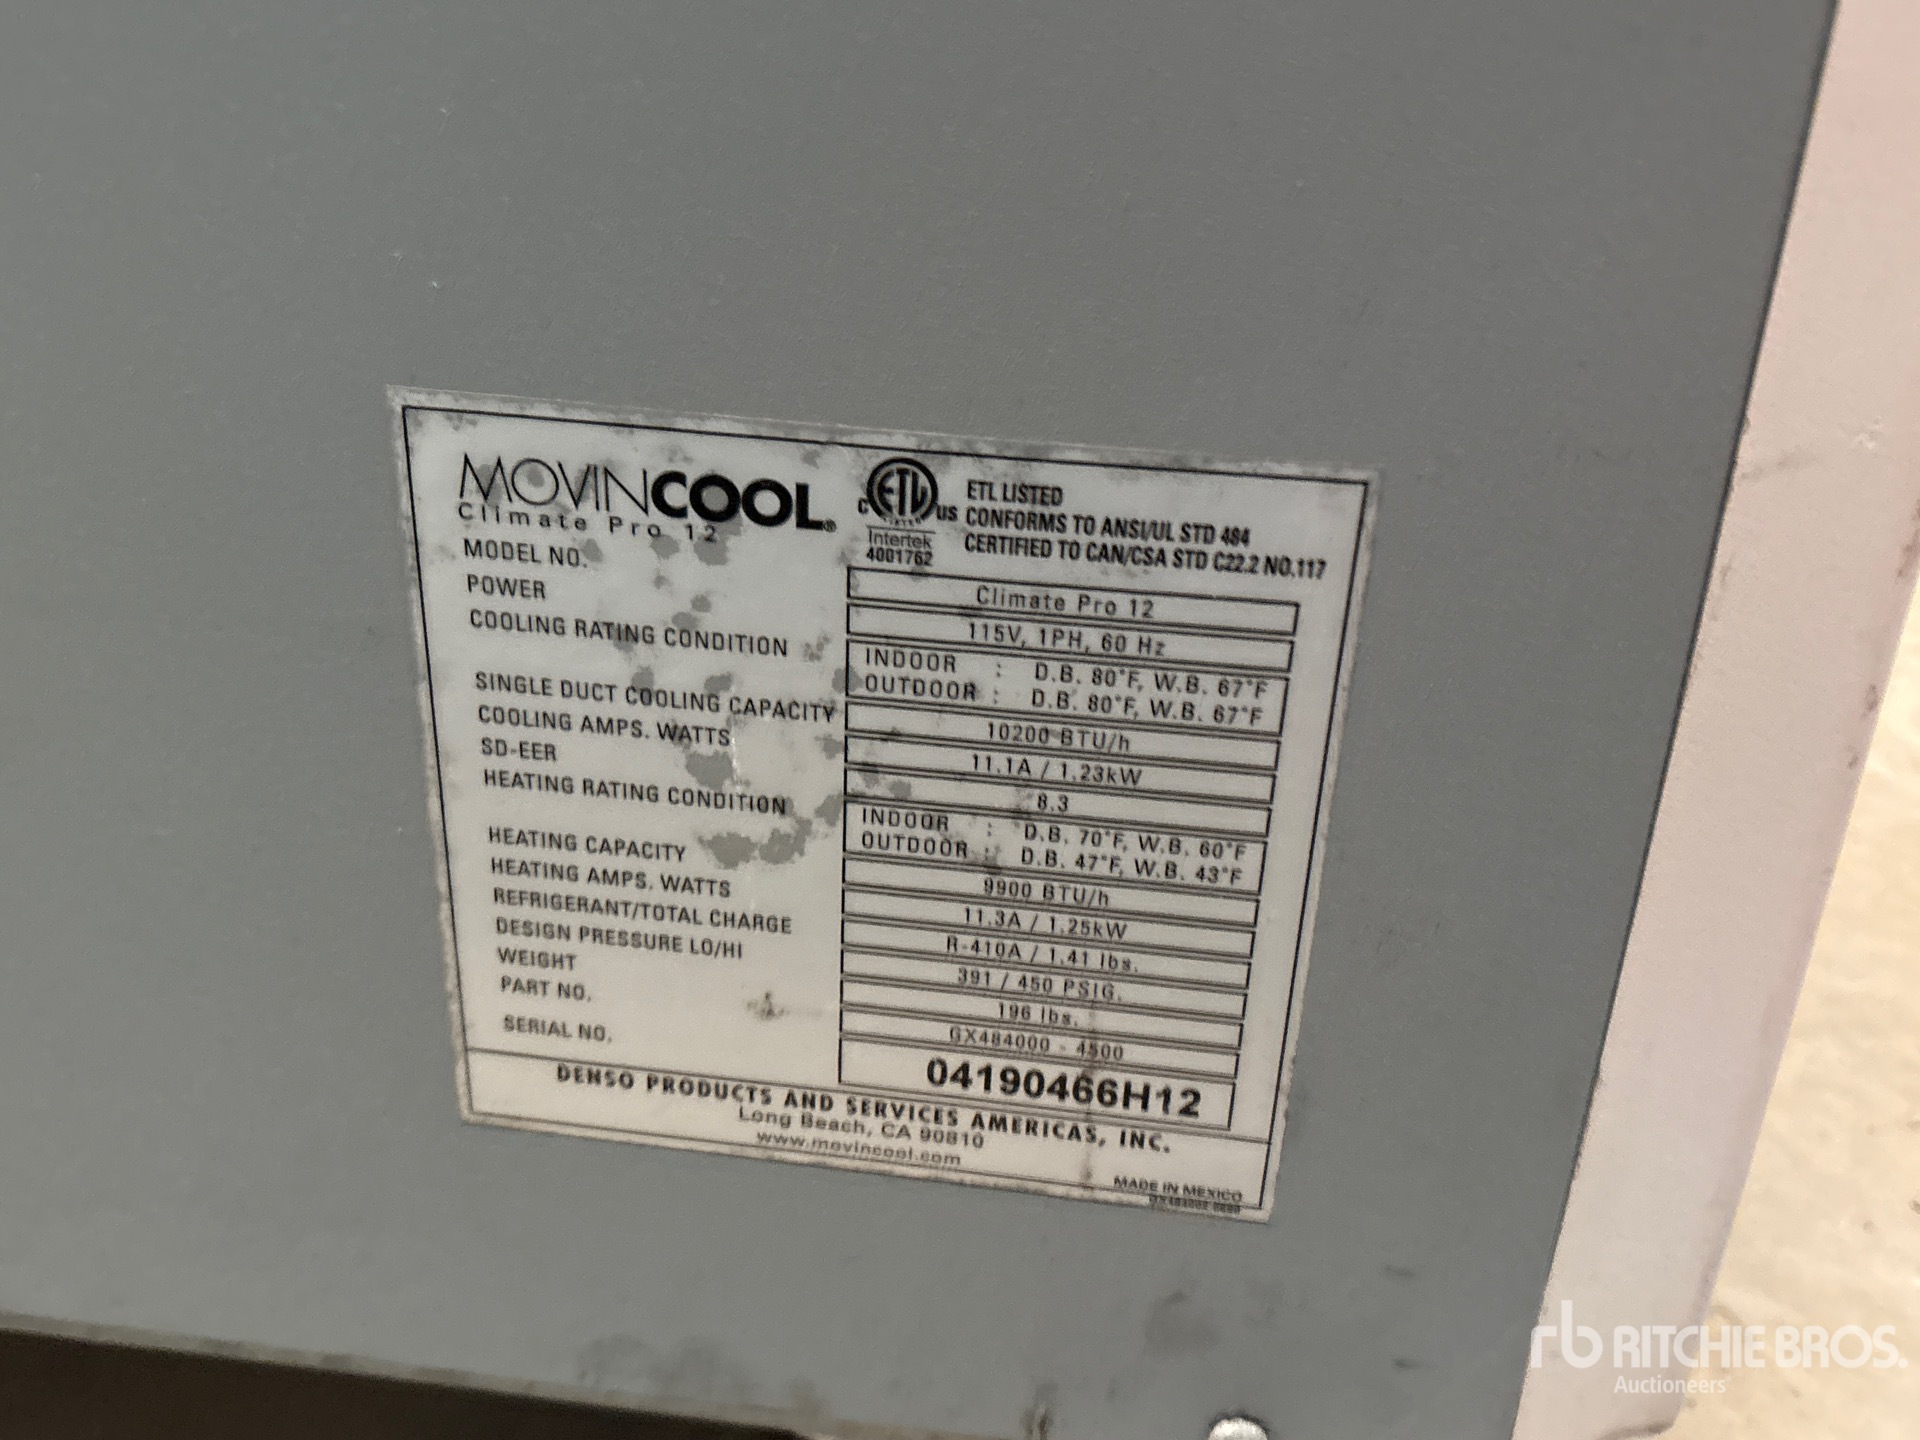 MOVINCOOL®
Climate Pro 12
ETL LISTED
CONFORMS TO ANSI/UL STD 484
CERTIFIED TO CAN/CSA STD C22.2 NO.117
C ETL US
Intertek
4001762
MODEL NO. Climate Pro 12
POWER 115V, 1PH, 60 Hz
COOLING RATING CONDITION INDOOR : D.B. 80°F, W.B. 67°F
OUTDOOR : D.B. 80°F, W.B. 67°F
SINGLE DUCT COOLING CAPACITY 10200 BTU/h
COOLING AMPS. WATTS 11.1A / 1.23kW
SD-EER 8.3
HEATING RATING CONDITION INDOOR : D.B. 70°F, W.B. 60°F
OUTDOOR : D.B. 47°F, W.B. 43°F
HEATING CAPACITY 9900 BTU/h
HEATING AMPS. WATTS 11.3A / 1.25kW
REFRIGERANT/TOTAL CHARGE R-410A / 1.41 lbs.
DESIGN PRESSURE LO/HI 391 / 450 PSIG.
WEIGHT 196 lbs.
PART NO. GX484000 - 4500
SERIAL NO. 04190466H12
DENSO PRODUCTS AND SERVICES AMERICAS, INC.
Long Beach, CA 90810
www.movincool.com
MADE IN MEXICO
rb RITCHIE BROS.
Auctioneers